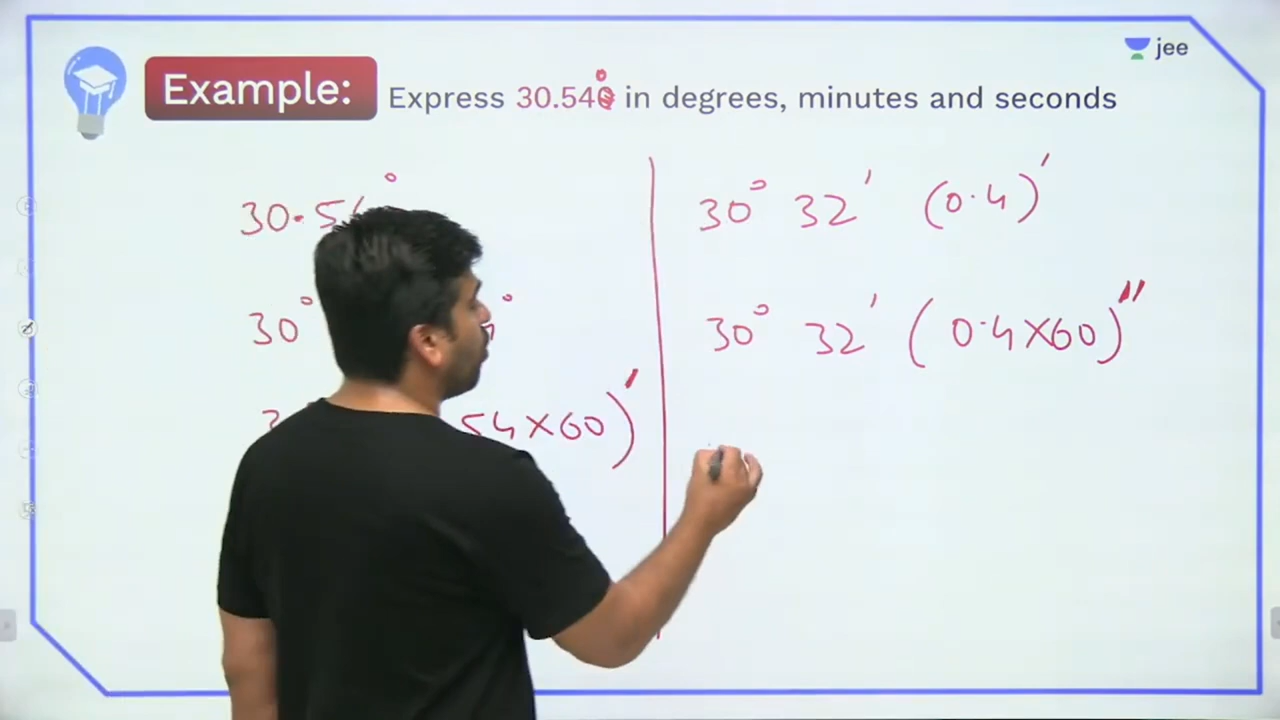 jee
Example: Express 30.540 in degrees, minutes and seconds
30.5
30°
54×60)′
30° 32′ (0.4)′
30° 32′ (0.4×60)″